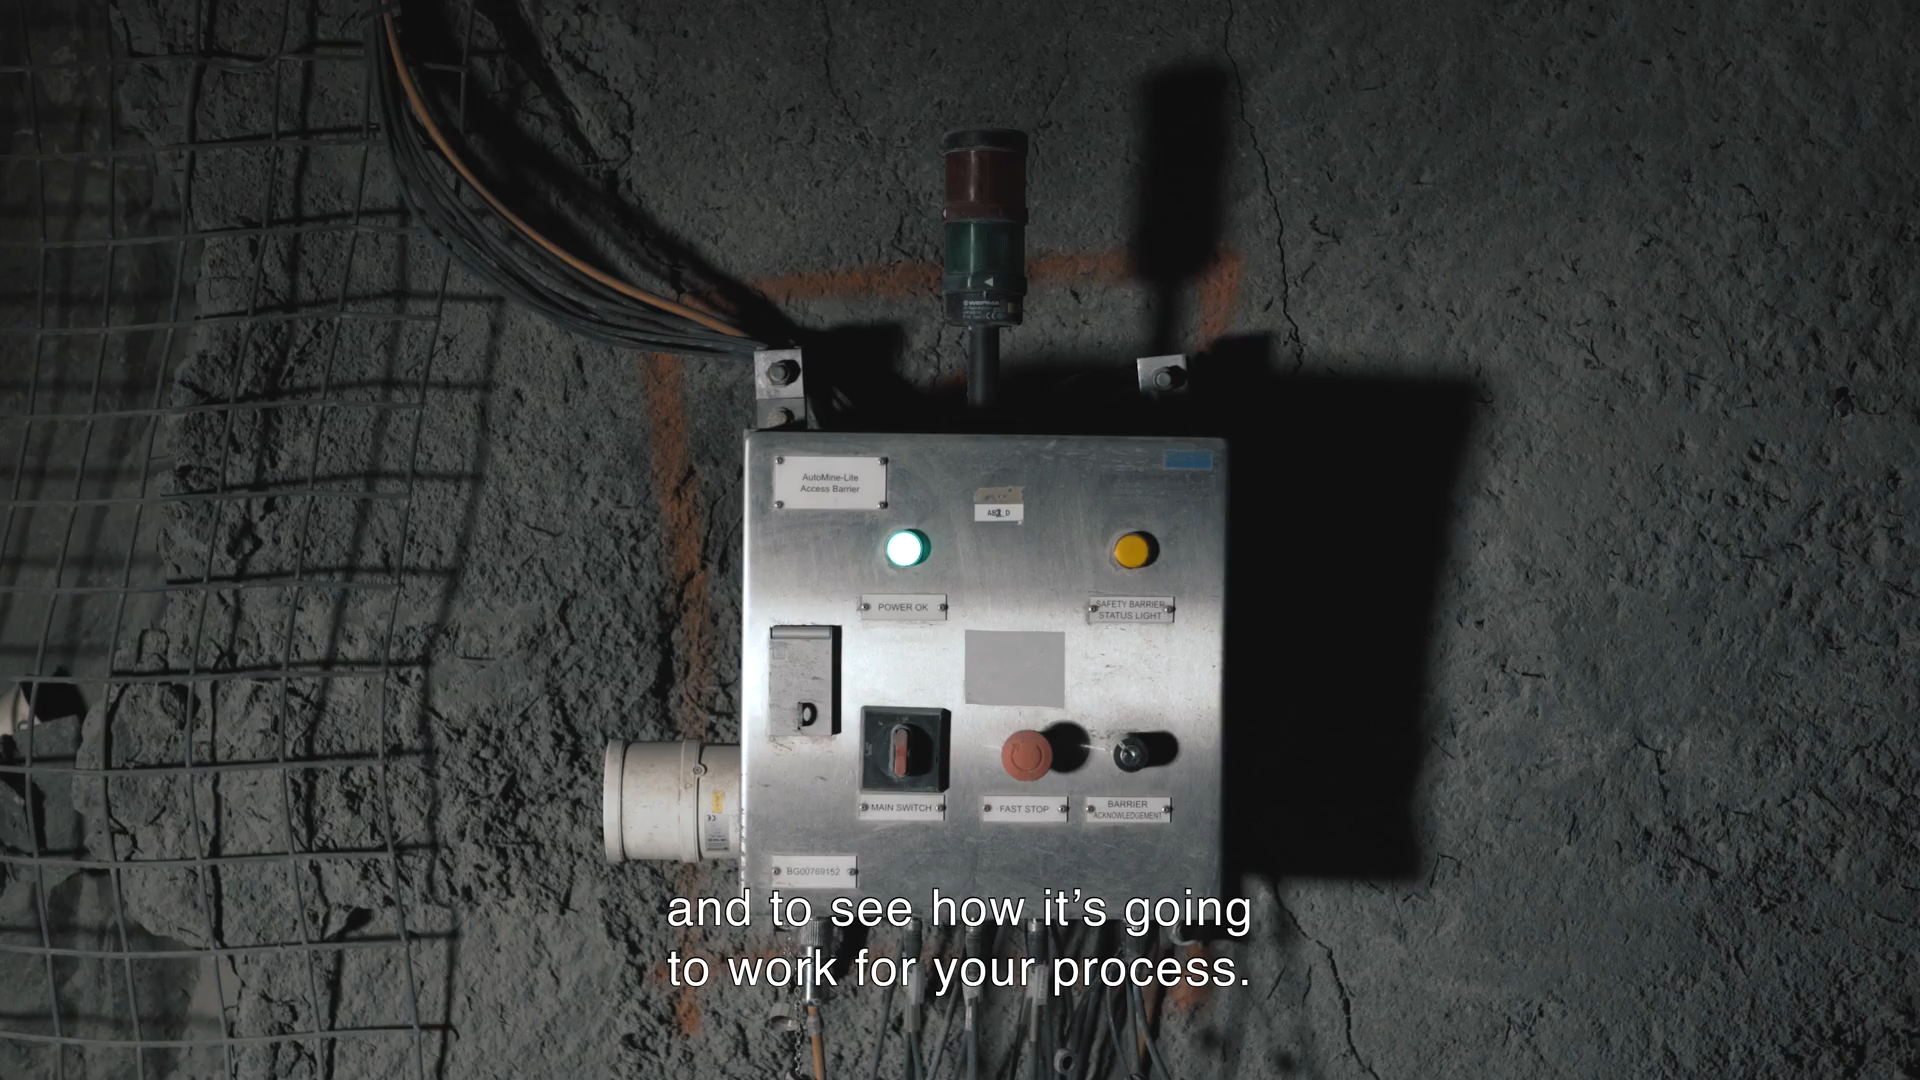 WERMA
AutoMine-Lite
Access Barrier
POWER OK
SAFETY BARRIER
STATUS LIGHT
MAIN SWITCH
FAST STOP
BARRIER
ACKNOWLEDGEMENT
BG00769152
and to see how it’s going
to work for your process.